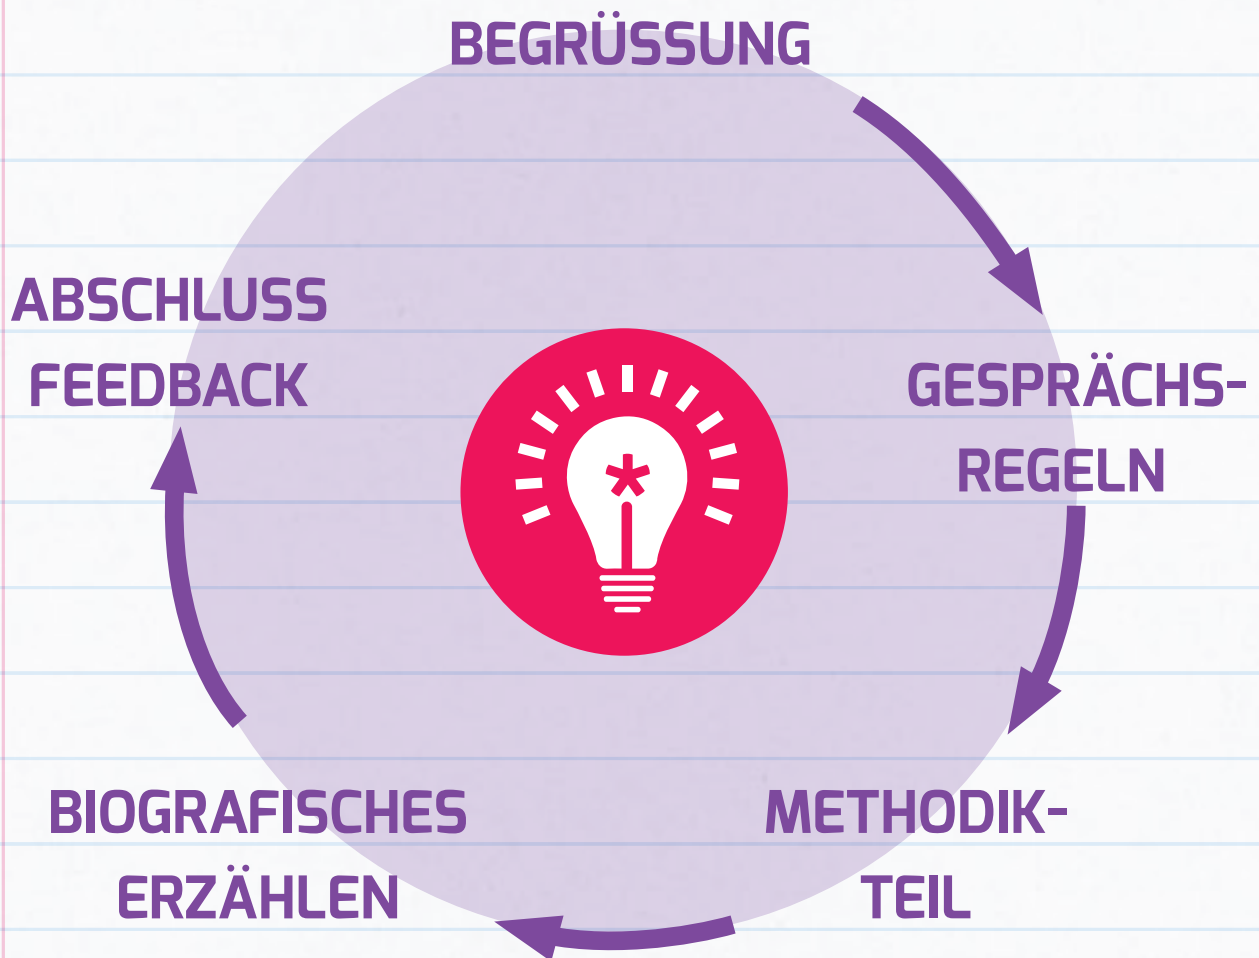 BEGRÜSSUNG
GESPRÄCHS-
REGELN
METHODIK-
TEIL
BIOGRAFISCHES
ERZÄHLEN
ABSCHLUSS
FEEDBACK